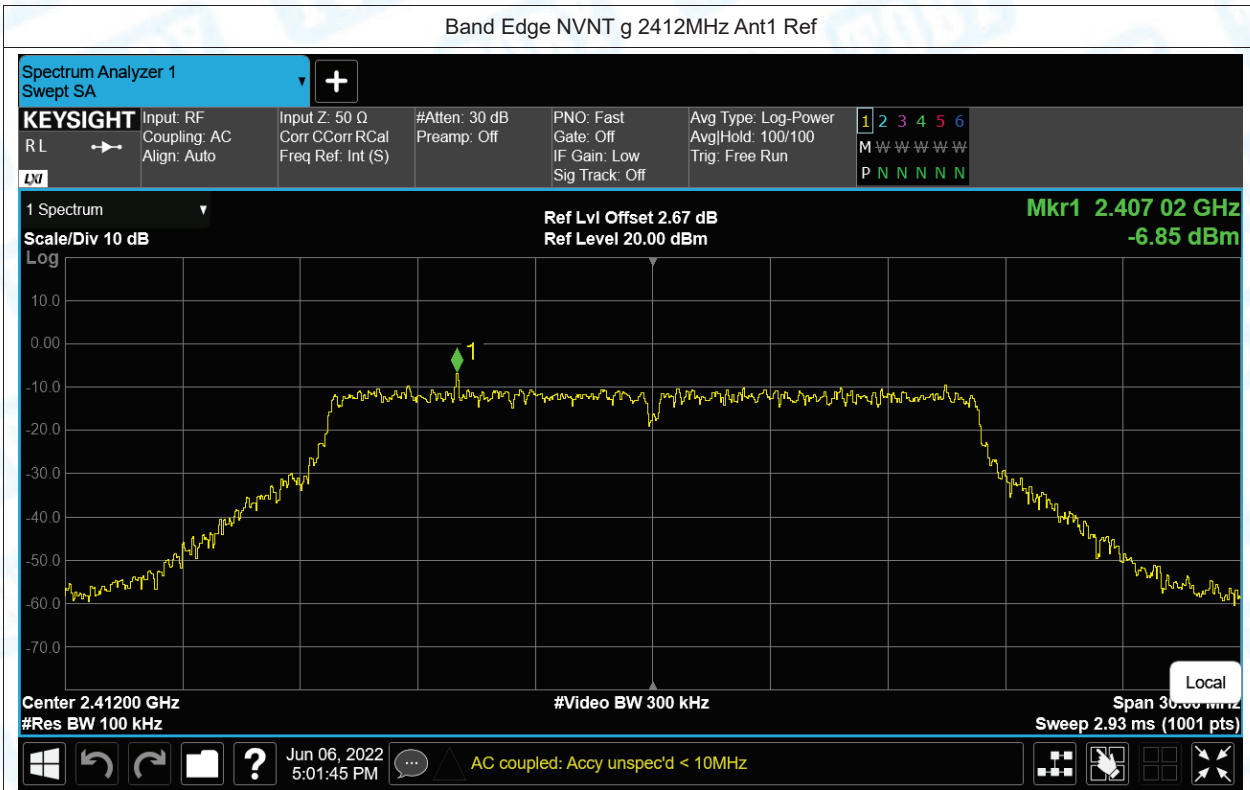 Band Edge NVNT g 2412MHz Ant1 Ref
Spectrum Analyzer 1
Swept SA
KEYSIGHT
R L
LXI
Input: RF
Coupling: AC
Align: Auto
Input Z: 50 Ω
Corr CCorr RCal
Freq Ref: Int (S)
#Atten: 30 dB
Preamp: Off
PNO: Fast
Gate: Off
IF Gain: Low
Sig Track: Off
Avg Type: Log-Power
Avg|Hold: 100/100
Trig: Free Run
1 2 3 4 5 6
M W W W W W
P N N N N N
1 Spectrum
Scale/Div 10 dB
Log
Ref Lvl Offset 2.67 dB
Ref Level 20.00 dBm
Mkr1 2.407 02 GHz
-6.85 dBm
10.0
0.00
-10.0
-20.0
-30.0
-40.0
-50.0
-60.0
-70.0
1
Local
Center 2.41200 GHz
#Res BW 100 kHz
#Video BW 300 kHz
Span 30.00 MHz
Sweep 2.93 ms (1001 pts)
?
Jun 06, 2022
5:01:45 PM
AC coupled: Accy unspec'd < 10MHz